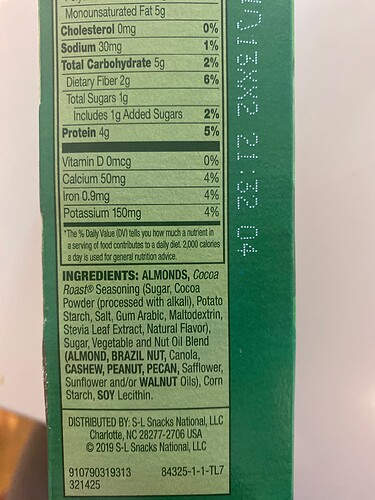 Monounsaturated Fat 5g
Cholesterol 0mg 0%
Sodium 30mg 1%
Total Carbohydrate 5g 2%
Dietary Fiber 2g 6%
Total Sugars 1g
Includes 1g Added Sugars 2%
Protein 4g 5%
Vitamin D 0mcg 0%
Calcium 50mg 4%
Iron 0.9mg 4%
Potassium 150mg 4%
*The % Daily Value (DV) tells you how much a nutrient in
a serving of food contributes to a daily diet. 2,000 calories
a day is used for general nutrition advice.
INGREDIENTS: ALMONDS, Cocoa
Roast® Seasoning (Sugar, Cocoa
Powder (processed with alkali), Potato
Starch, Salt, Gum Arabic, Maltodextrin,
Stevia Leaf Extract, Natural Flavor),
Sugar, Vegetable and Nut Oil Blend
(ALMOND, BRAZIL NUT, Canola,
CASHEW, PEANUT, PECAN, Safflower,
Sunflower and/or WALNUT Oils), Corn
Starch, SOY Lecithin.
DISTRIBUTED BY: S-L Snacks National, LLC
Charlotte, NC 28277-2706 USA
© 2019 S-L Snacks National, LLC
910790319313 84325-1-1-TL7
321425
21:32 04